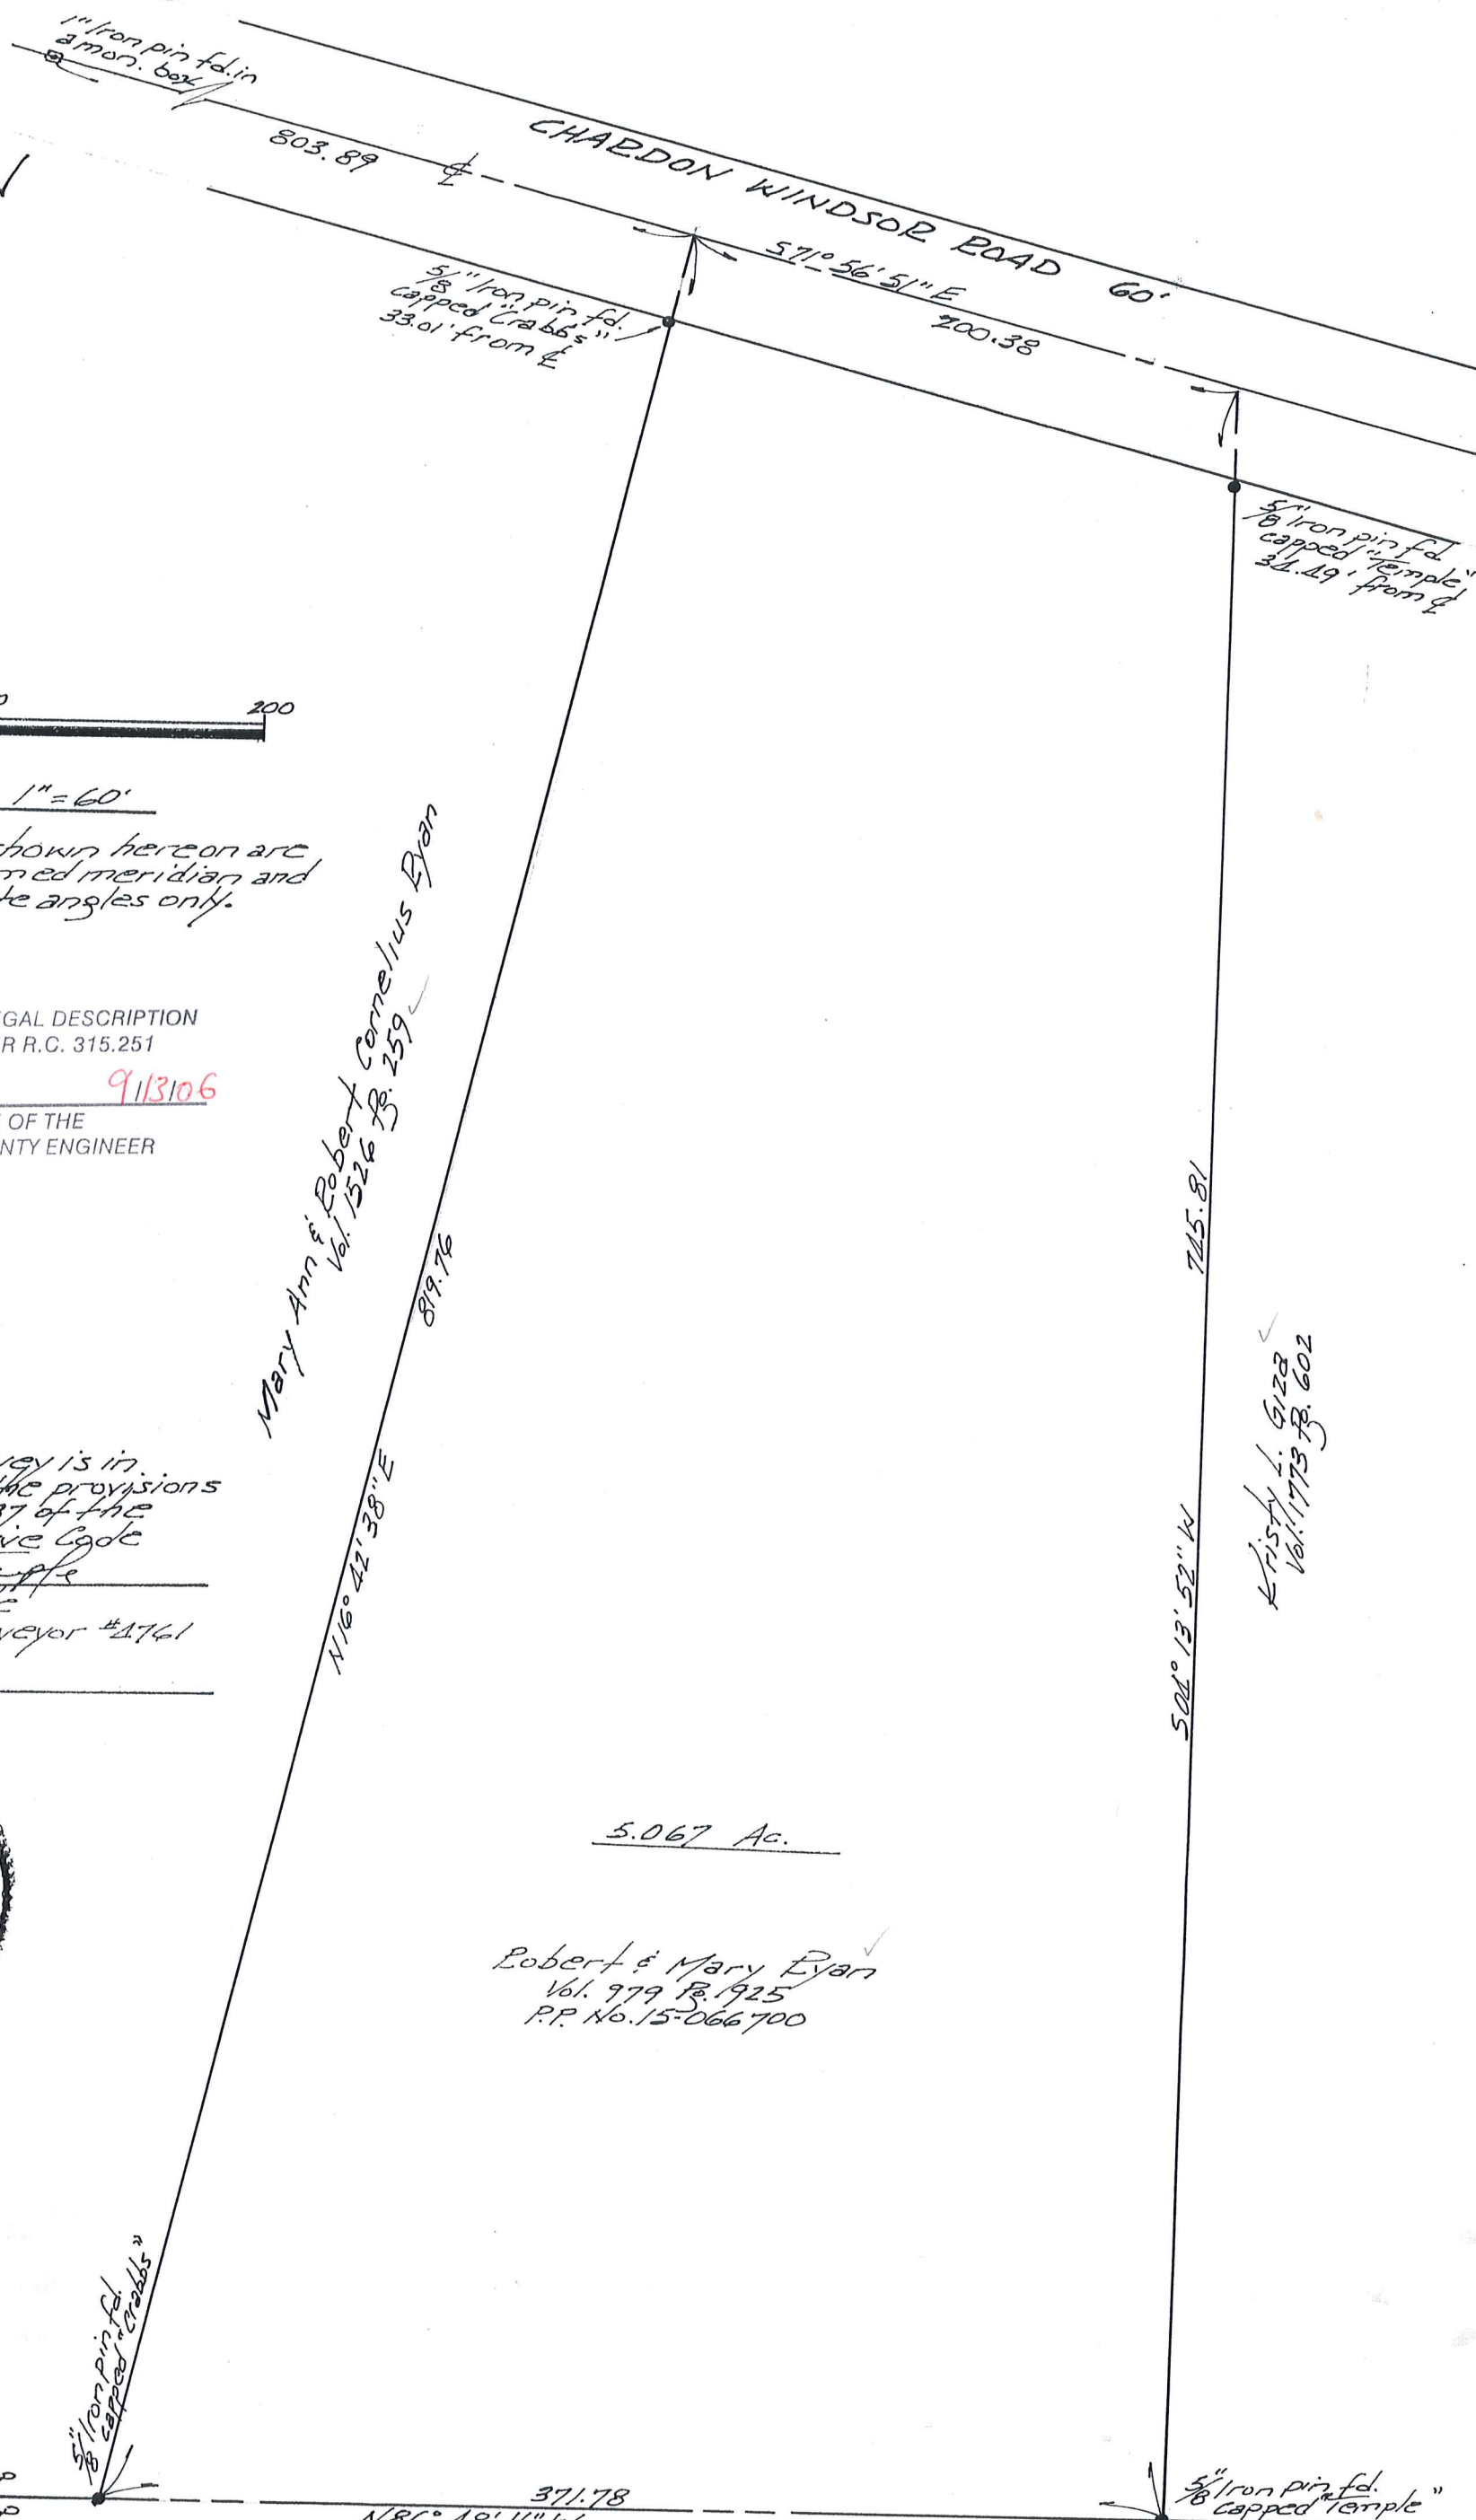 1" Iron pin fd. in
a mon. box
803.89 ℄
CHARDON WINDSOR ROAD 60'
S71° 56' 51" E
200.38
5/8" Iron pin fd.
capped "Crabbs"
33.01' from ℄
5/8" Iron pin fd
capped "Temple"
34.49' from ℄
200
1"=60'
hown hereon are
med meridian and
te angles only.
GAL DESCRIPTION
R R.C. 315.251
9/13/06
OF THE
NTY ENGINEER
Mary Ann & Robert Cornelius Ryan
Vol. 1526 Pg. 259
819.76
N16° 42' 38" E
745.81
S04° 13' 52" W
Kristy L. Giza
Vol. 1773 Pg. 602
vey is in
he provisions
37 of the
ive Code
veyor #4761
5.067 Ac.
Robert & Mary Ryan
Vol. 979 Pg. 1925
P.P. No. 15-066700
5/8" Iron pin fd.
capped "Crabbs"
371.78
5/8" Iron pin fd.
capped "Temple"